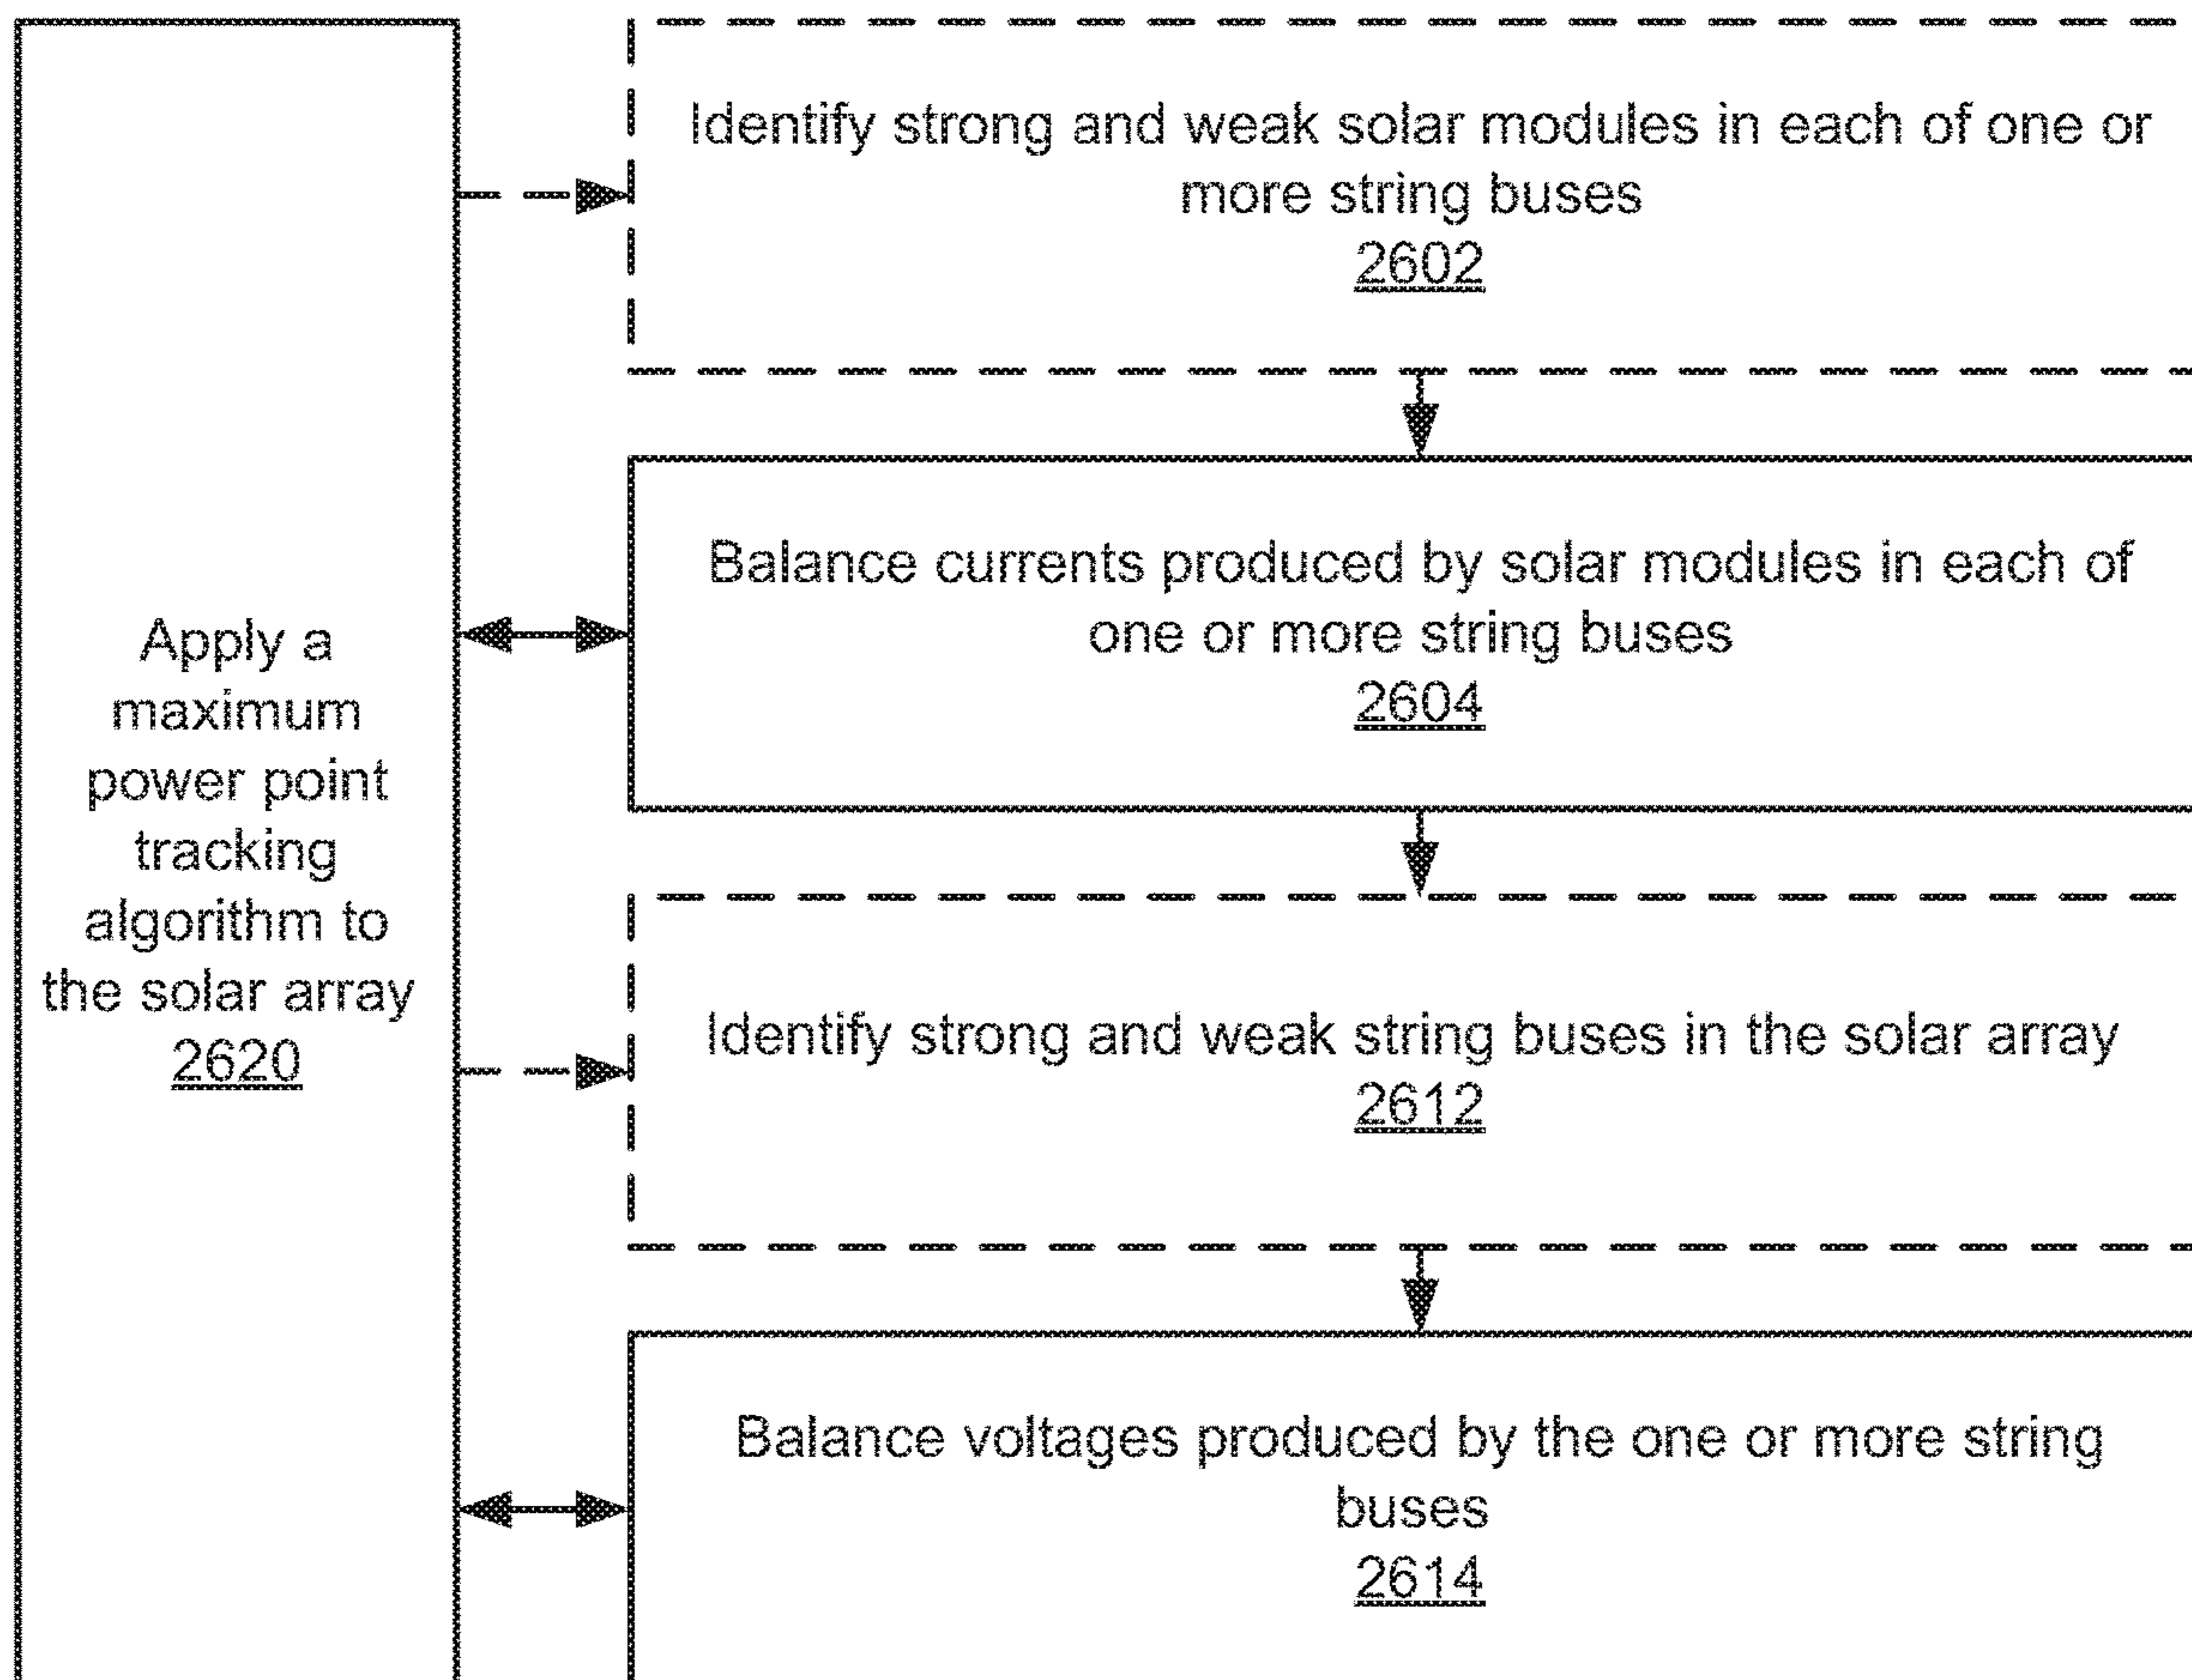 Apply a
maximum
power point
tracking
algorithm to
the solar array
2620
Identify strong and weak solar modules in each of one or
more string buses
2602
Balance currents produced by solar modules in each of
one or more string buses
2604
Identify strong and weak string buses in the solar array
2612
Balance voltages produced by the one or more string
buses
2614